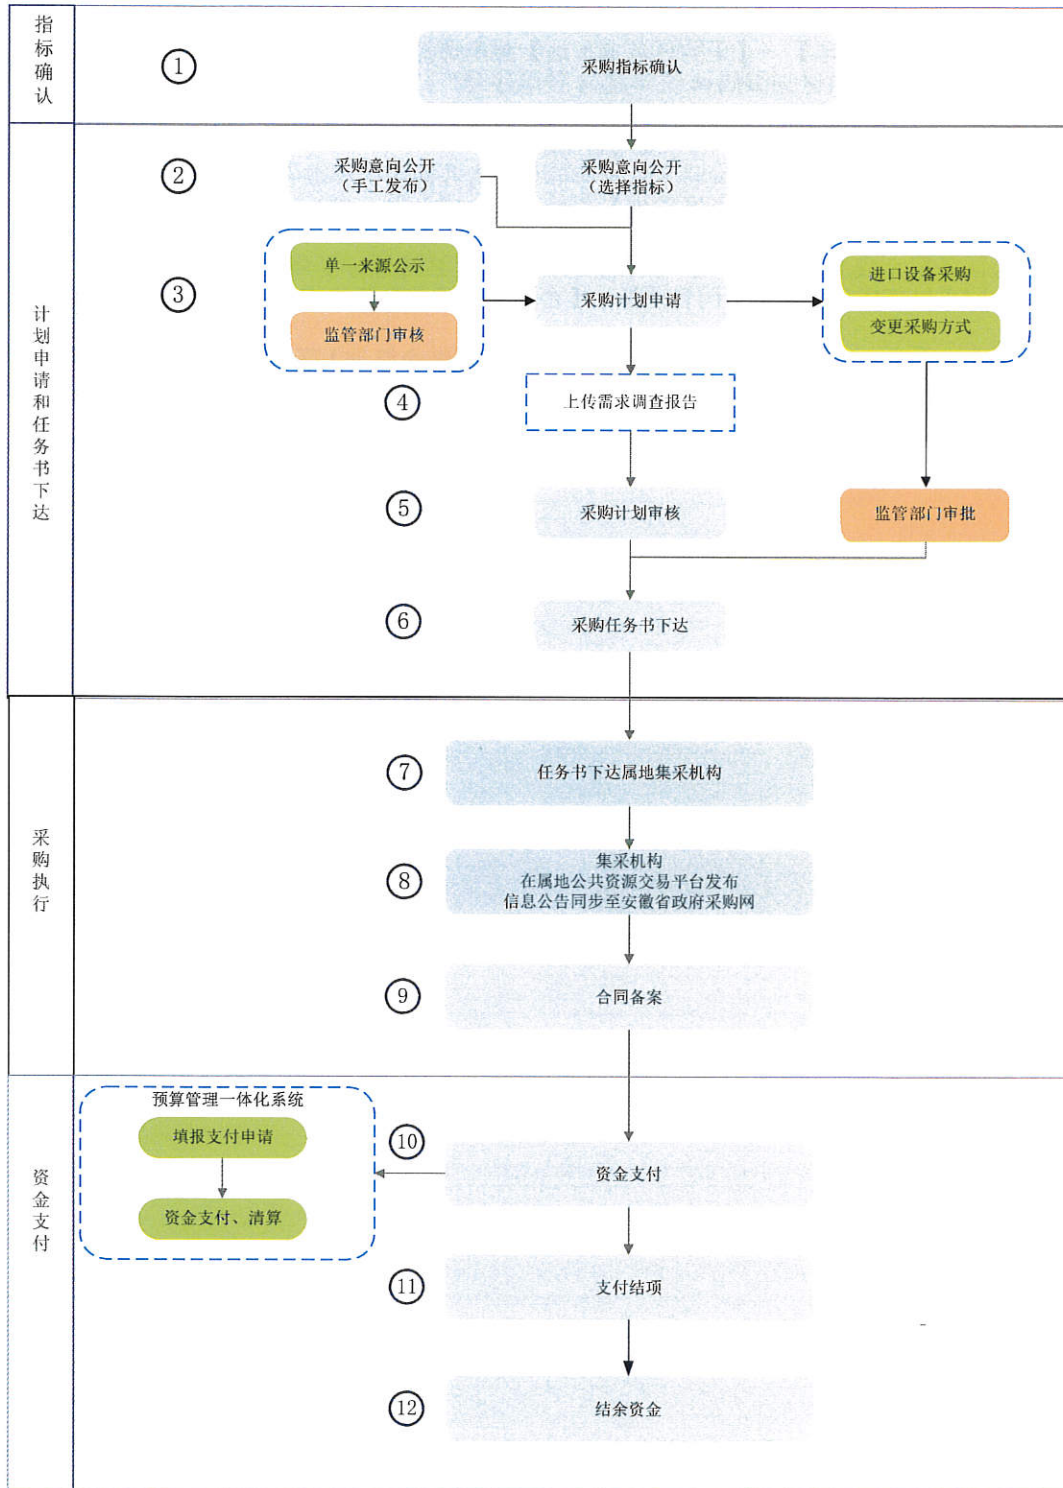 指标确认
①
采购指标确认
计划申请和任务书下达
②
采购意向公开
（手工发布）
采购意向公开
（选择指标）
③
单一来源公示
监管部门审核
采购计划申请
进口设备采购
变更采购方式
④
上传需求调查报告
⑤
采购计划审核
监管部门审批
⑥
采购任务书下达
采购执行
⑦
任务书下达属地集采机构
⑧
集采机构
在属地公共资源交易平台发布
信息公告同步至安徽省政府采购网
⑨
合同备案
资金支付
预算管理一体化系统
填报支付申请
资金支付、清算
⑩
资金支付
⑪
支付结项
⑫
结余资金